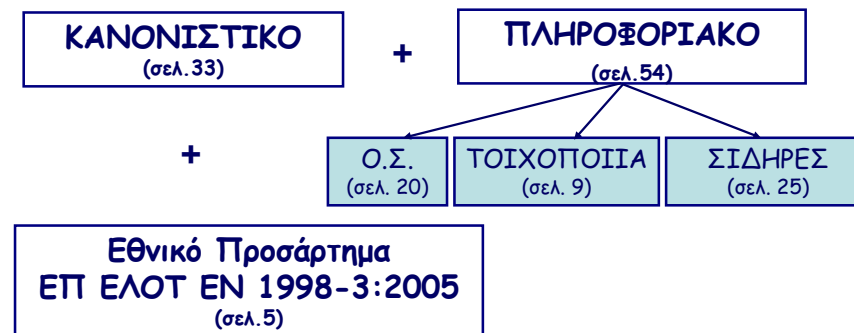 ΚΑΝΟΝΙΣΤΙΚΟ
(σελ.33)
+
ΠΛΗΡΟΦΟΡΙΑΚΟ
(σελ.54)
+
Ο.Σ.
(σελ. 20)
ΤΟΙΧΟΠΟΙΙΑ
(σελ. 9)
ΣΙΔΗΡΕΣ
(σελ. 25)
Εθνικό Προσάρτημα
ΕΠ ΕΛΟΤ ΕΝ 1998-3:2005
(σελ.5)